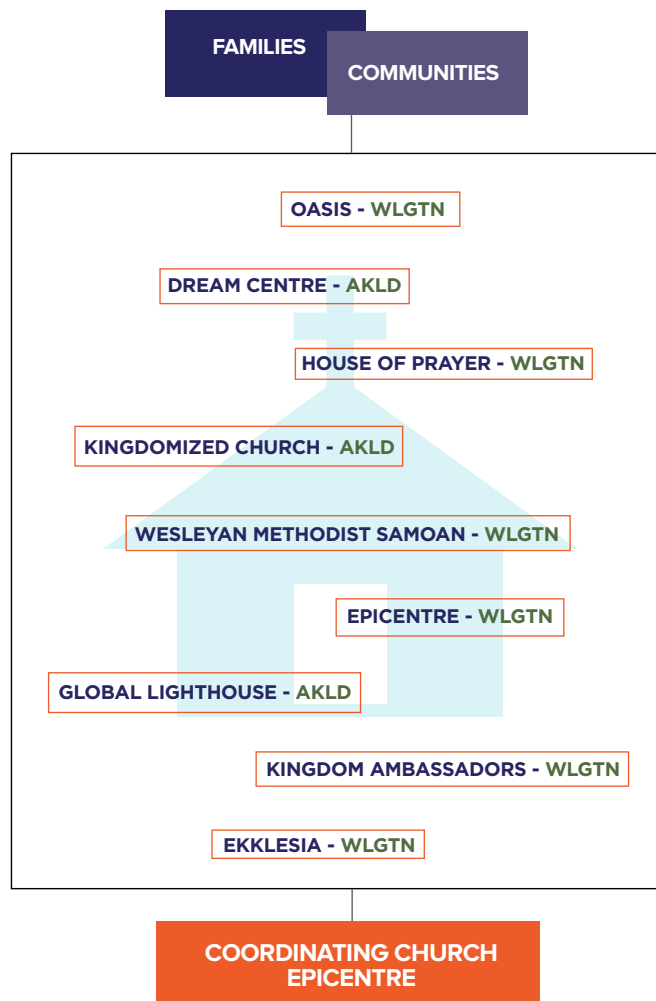 FAMILIES
COMMUNITIES
OASIS - WLGTN
DREAM CENTRE - AKLD
HOUSE OF PRAYER - WLGTN
KINGDOMIZED CHURCH - AKLD
WESLEYAN METHODIST SAMOAN - WLGTN
EPICENTRE - WLGTN
GLOBAL LIGHTHOUSE - AKLD
KINGDOM AMBASSADORS - WLGTN
EKKLESIA - WLGTN
COORDINATING CHURCH
EPICENTRE